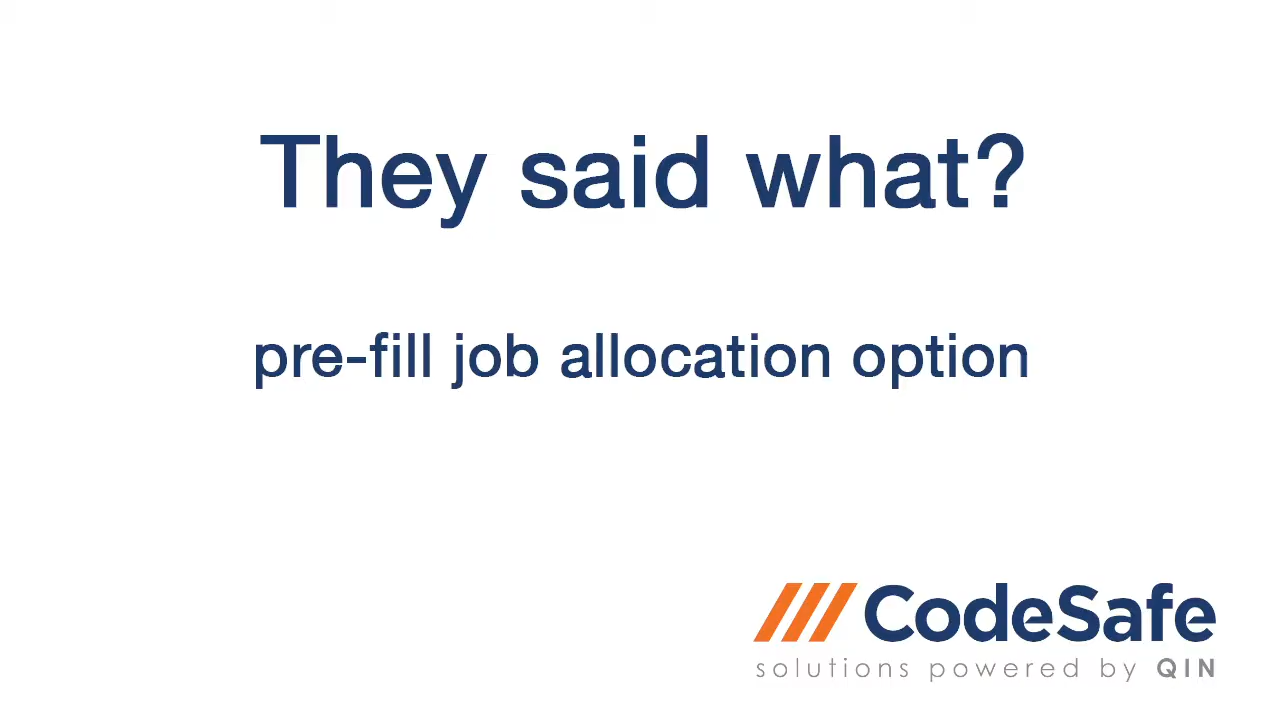 They said what?
pre-fill job allocation option
CodeSafe
solutions powered by QIN